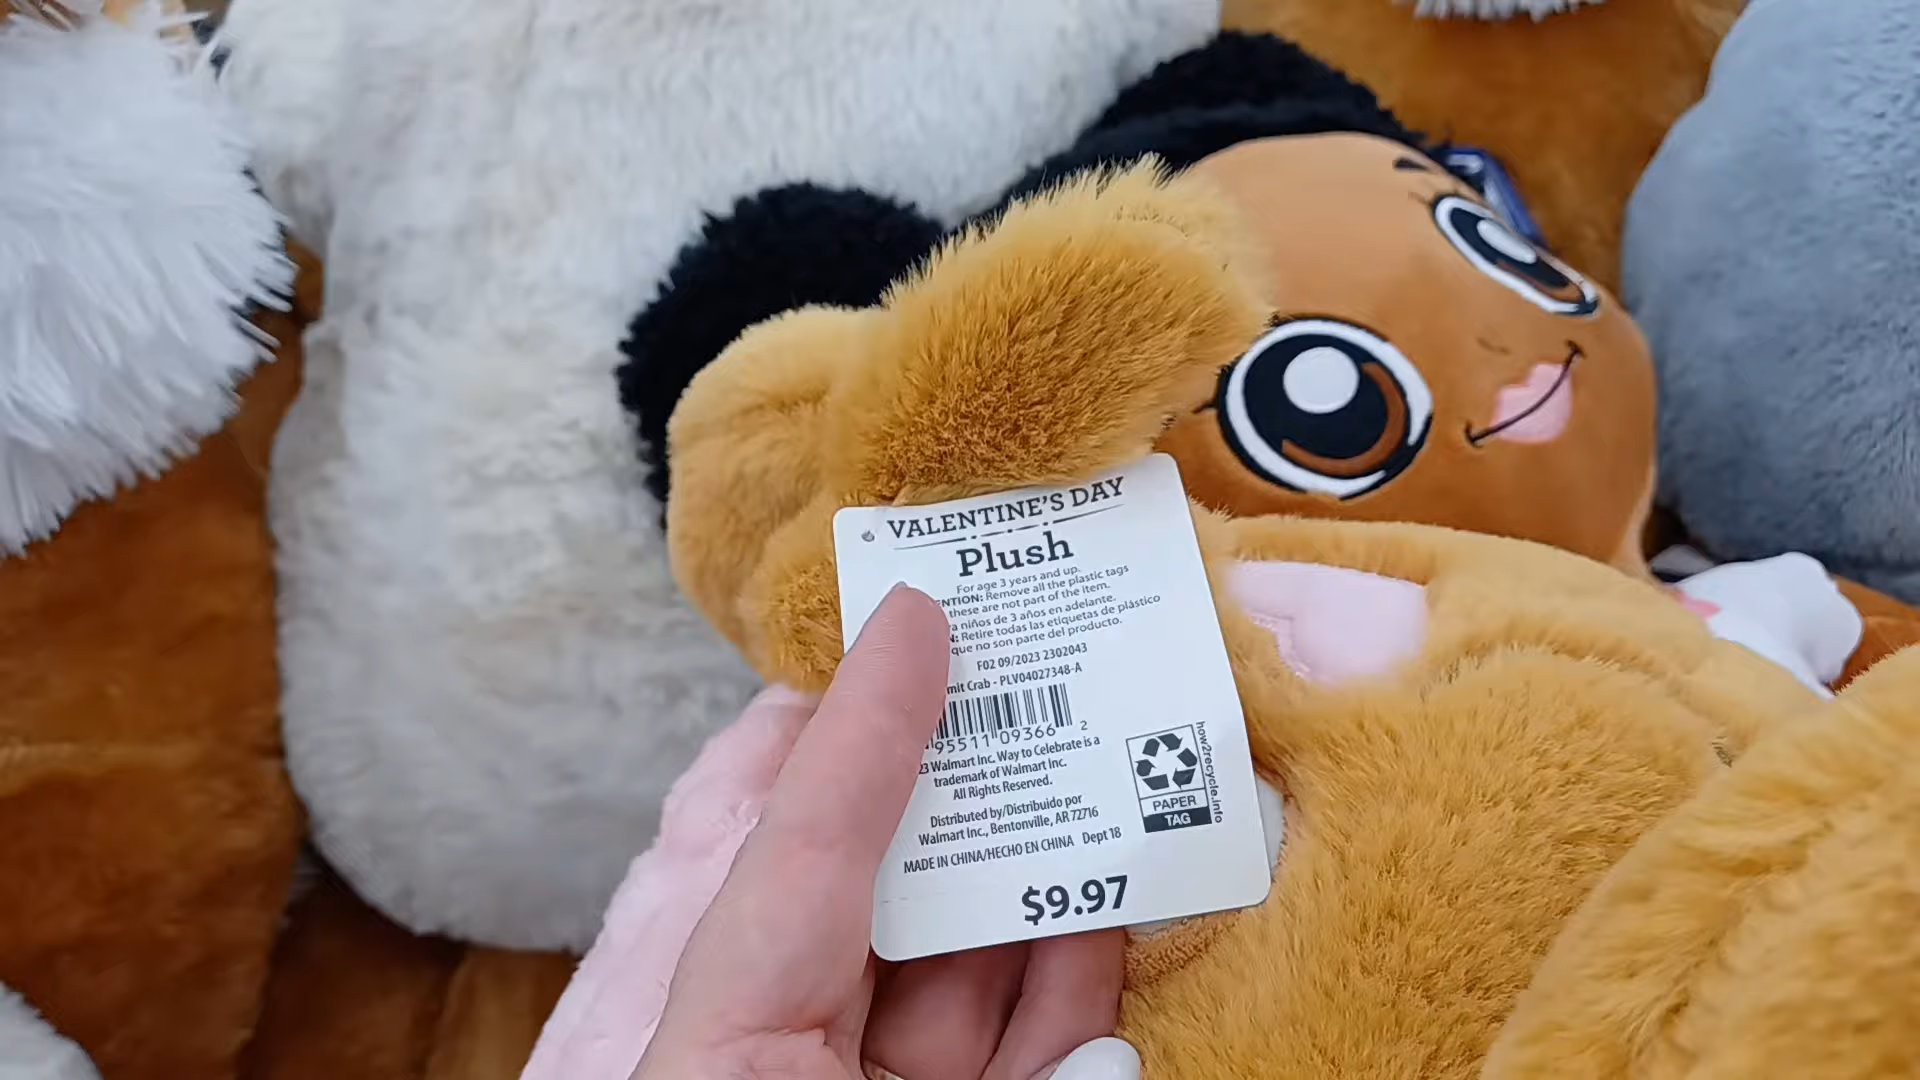 VALENTINE'S DAY
Plush
For age 3 years and up.
Remove all the plastic tags
these are not part of the item.
niños de 3 años en adelante.
Retire todas las etiquetas de plástico
que no son parte del producto.
F02 09/2023 2302043
Crab - PLV04027348-A
95511 09366 2
Walmart Inc. Way to Celebrate is a
trademark of Walmart Inc.
All Rights Reserved.
Distributed by/Distribuido por
Walmart Inc., Bentonville, AR 72716
MADE IN CHINA/HECHO EN CHINA Dept 18
how2recycle.info
PAPER
TAG
$9.97